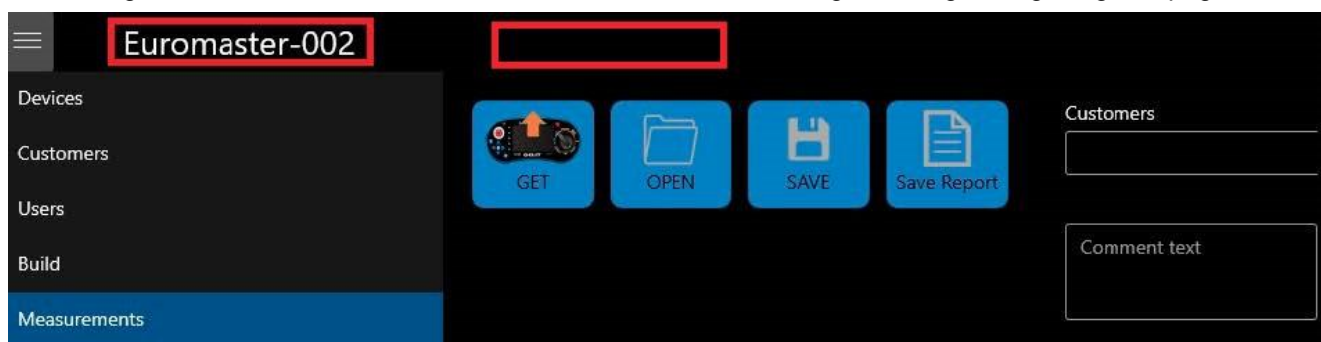 Euromaster-002
Devices
Customers
Users
Build
Measurements
GET
OPEN
SAVE
Save Report
Customers
Comment text